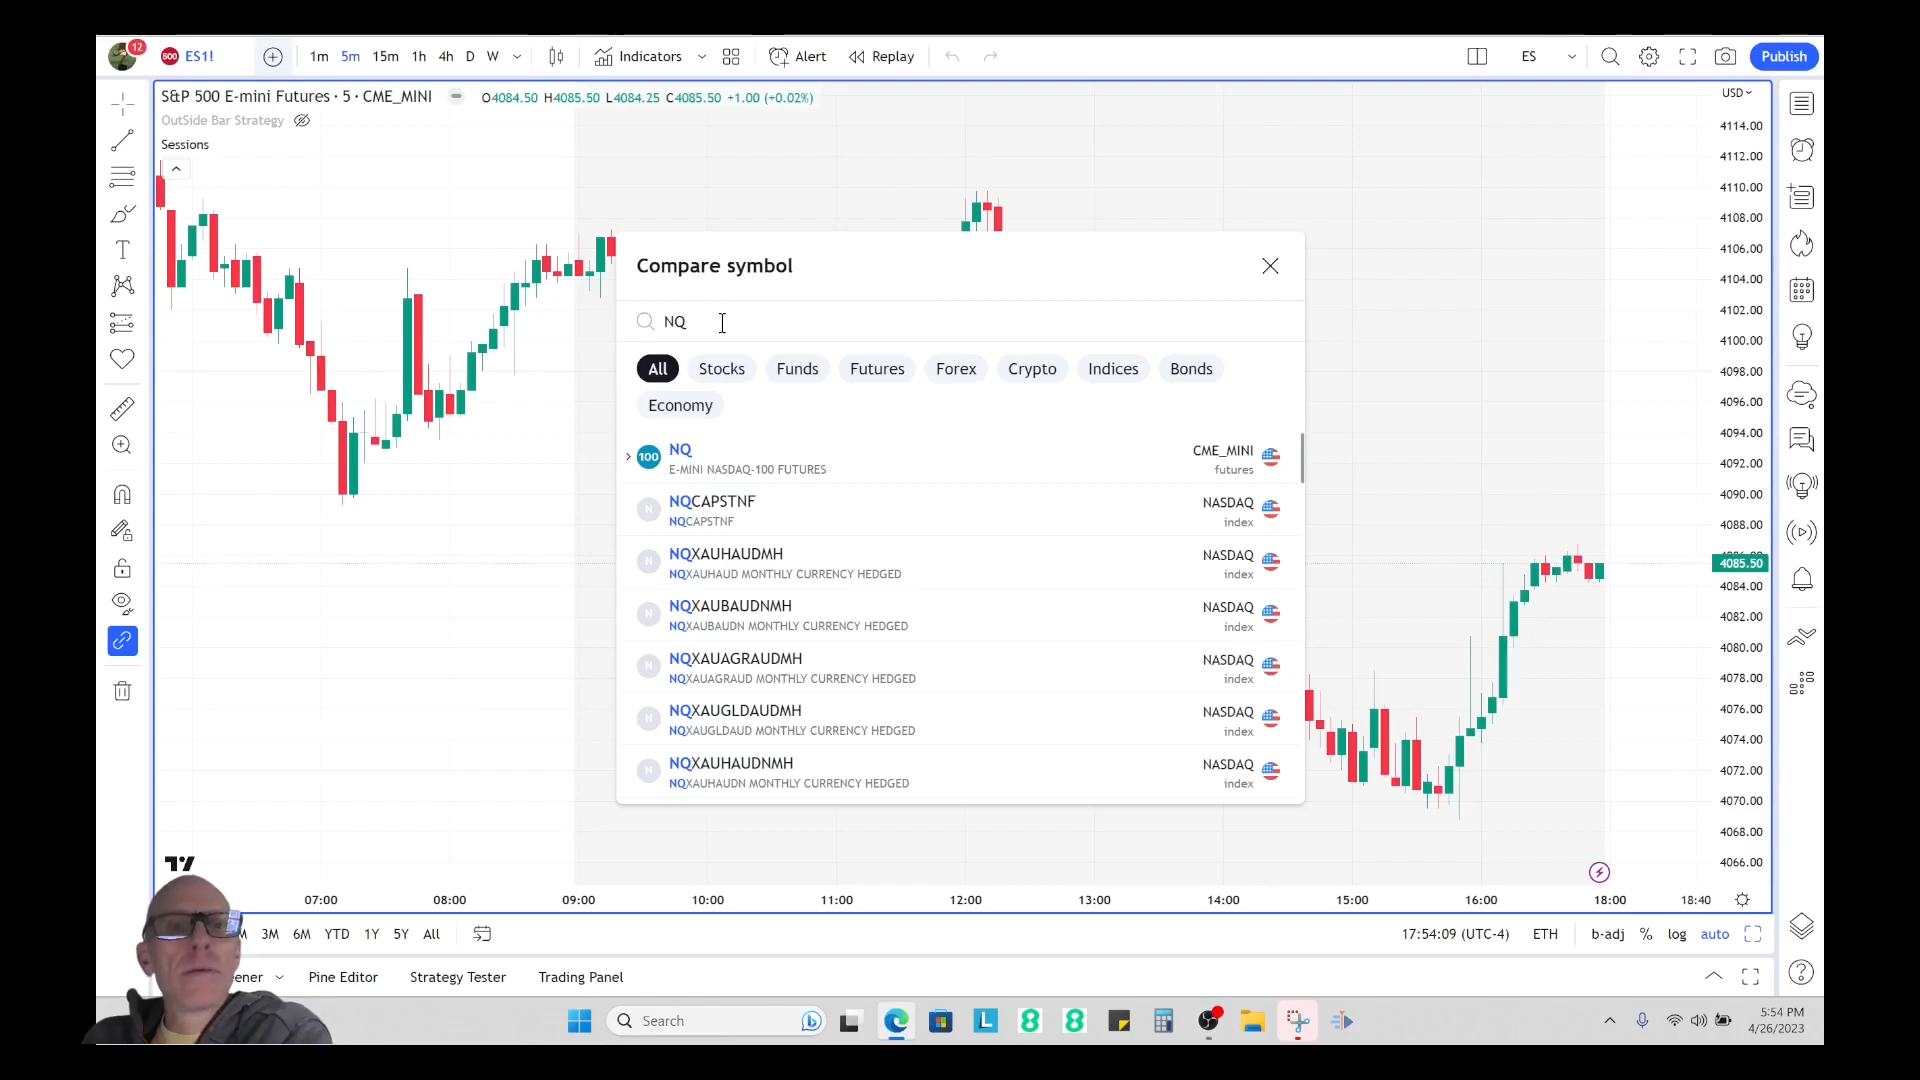 12 500 ES1! 1m 5m 15m 1h 4h D W Indicators Alert Replay ES Publish
S&P 500 E-mini Futures · 5 · CME_MINI O4084.50 H4085.50 L4084.25 C4085.50 +1.00 (+0.02%) USD
OutSide Bar Strategy
Sessions
4114.00
4112.00
4110.00
4108.00
4106.00
4104.00
4102.00
4100.00
4098.00
4096.00
4094.00
4092.00
4090.00
4088.00
4085.50
4084.00
4082.00
4080.00
4078.00
4076.00
4074.00
4072.00
4070.00
4068.00
4066.00
Compare symbol
NQ
All Stocks Funds Futures Forex Crypto Indices Bonds
Economy
100 NQ CME_MINI
E-MINI NASDAQ-100 FUTURES futures
N NQCAPSTNF NASDAQ
NQCAPSTNF index
N NQXAUHAUDMH NASDAQ
NQXAUHAUD MONTHLY CURRENCY HEDGED index
N NQXAUBAUDNMH NASDAQ
NQXAUBAUDN MONTHLY CURRENCY HEDGED index
N NQXAUAGRAUDMH NASDAQ
NQXAUAGRAUD MONTHLY CURRENCY HEDGED index
N NQXAUGLDAUDMH NASDAQ
NQXAUGLDAUD MONTHLY CURRENCY HEDGED index
N NQXAUHAUDNMH NASDAQ
NQXAUHAUDN MONTHLY CURRENCY HEDGED index
07:00 08:00 09:00 10:00 11:00 12:00 13:00 14:00 15:00 16:00 18:00 18:40
M 3M 6M YTD 1Y 5Y All 17:54:09 (UTC-4) ETH b-adj % log auto
ener Pine Editor Strategy Tester Trading Panel
Search L 8 8 5:54 PM
4/26/2023